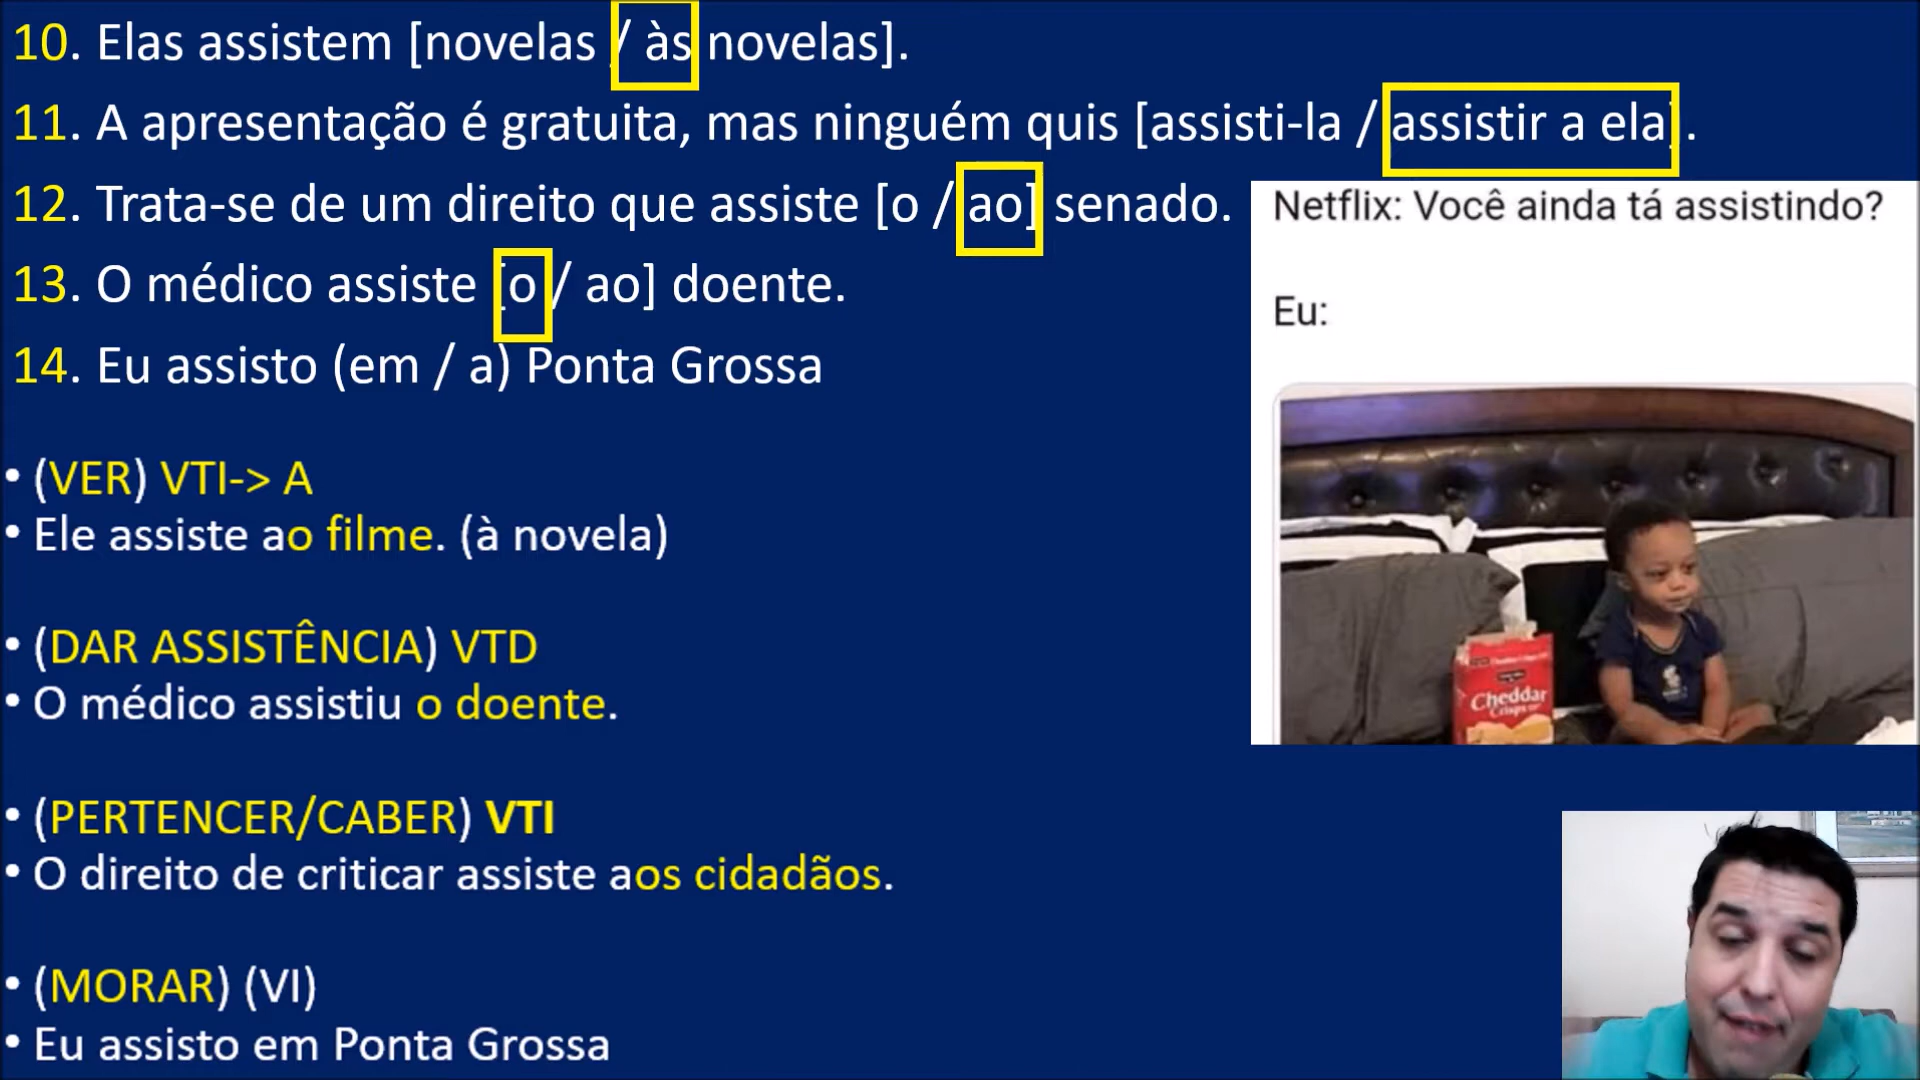 10. Elas assistem [novelas / às novelas].
11. A apresentação é gratuita, mas ninguém quis [assisti-la / assistir a ela].
12. Trata-se de um direito que assiste [o / ao] senado.
13. O médico assiste [o / ao] doente.
14. Eu assisto (em / a) Ponta Grossa
• (VER) VTI-> A
• Ele assiste ao filme. (à novela)
• (DAR ASSISTÊNCIA) VTD
• O médico assistiu o doente.
• (PERTENCER/CABER) VTI
• O direito de criticar assiste aos cidadãos.
• (MORAR) (VI)
• Eu assisto em Ponta Grossa
Netflix: Você ainda tá assistindo?
Eu:
Cheddar
Crisps